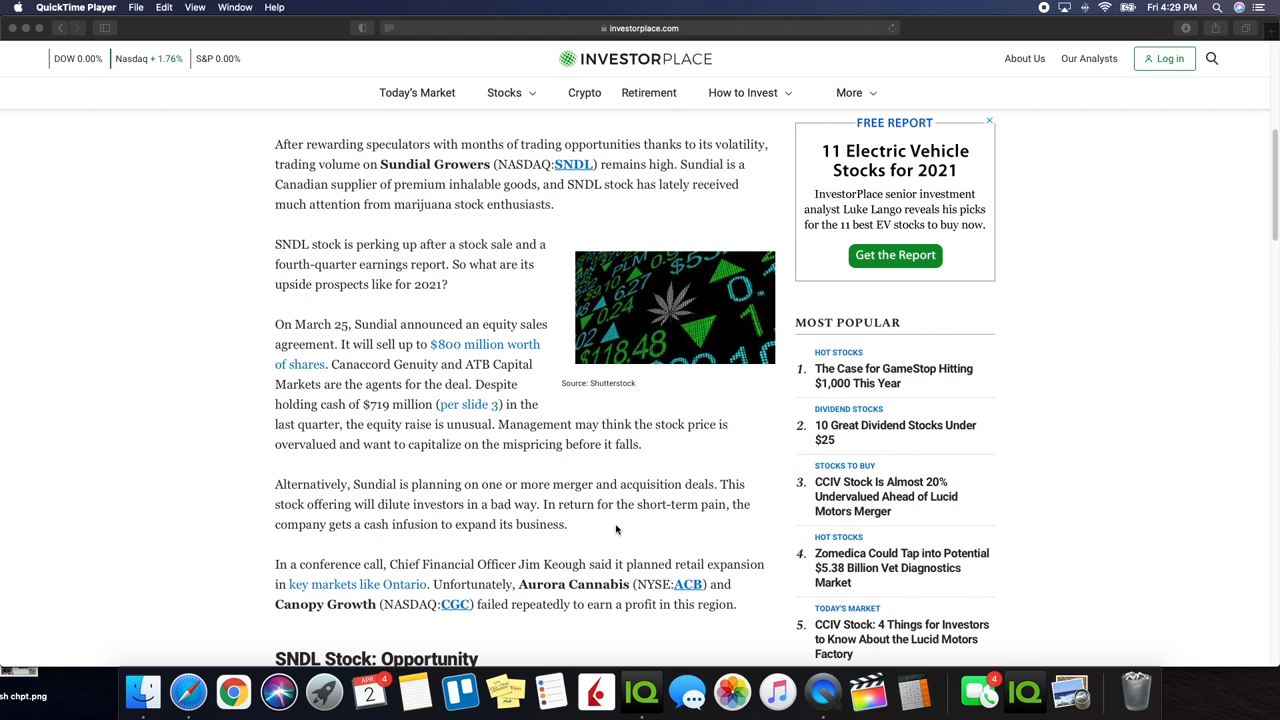 QuickTime Player File Edit View Window Help
Fri 4:29 PM
investorplace.com
DOW 0.00% Nasdaq + 1.76% S&P 0.00%
INVESTORPLACE
About Us Our Analysts Log in
Today's Market Stocks Crypto Retirement How to Invest More
After rewarding speculators with months of trading opportunities thanks to its volatility,
trading volume on Sundial Growers (NASDAQ:SNDL) remains high. Sundial is a
Canadian supplier of premium inhalable goods, and SNDL stock has lately received
much attention from marijuana stock enthusiasts.
SNDL stock is perking up after a stock sale and a
fourth-quarter earnings report. So what are its
upside prospects like for 2021?
On March 25, Sundial announced an equity sales
agreement. It will sell up to $800 million worth
of shares. Canaccord Genuity and ATB Capital
Markets are the agents for the deal. Despite
holding cash of $719 million (per slide 3) in the
last quarter, the equity raise is unusual. Management may think the stock price is
overvalued and want to capitalize on the mispricing before it falls.
PLM
$9.10
6.27
0.24
$118.48
Source: Shutterstock
Alternatively, Sundial is planning on one or more merger and acquisition deals. This
stock offering will dilute investors in a bad way. In return for the short-term pain, the
company gets a cash infusion to expand its business.
In a conference call, Chief Financial Officer Jim Keough said it planned retail expansion
in key markets like Ontario. Unfortunately, Aurora Cannabis (NYSE:ACB) and
Canopy Growth (NASDAQ:CGC) failed repeatedly to earn a profit in this region.
SNDL Stock: Opportunity
FREE REPORT
11 Electric Vehicle
Stocks for 2021
InvestorPlace senior investment
analyst Luke Lango reveals his picks
for the 11 best EV stocks to buy now.
Get the Report
MOST POPULAR
HOT STOCKS
1. The Case for GameStop Hitting
$1,000 This Year
DIVIDEND STOCKS
2. 10 Great Dividend Stocks Under
$25
STOCKS TO BUY
3. CCIV Stock Is Almost 20%
Undervalued Ahead of Lucid
Motors Merger
HOT STOCKS
4. Zomedica Could Tap into Potential
$5.38 Billion Vet Diagnostics
Market
TODAY'S MARKET
5. CCIV Stock: 4 Things for Investors
to Know About the Lucid Motors
Factory
sh chpt.png
APR
2
4
IQ
4
IQ